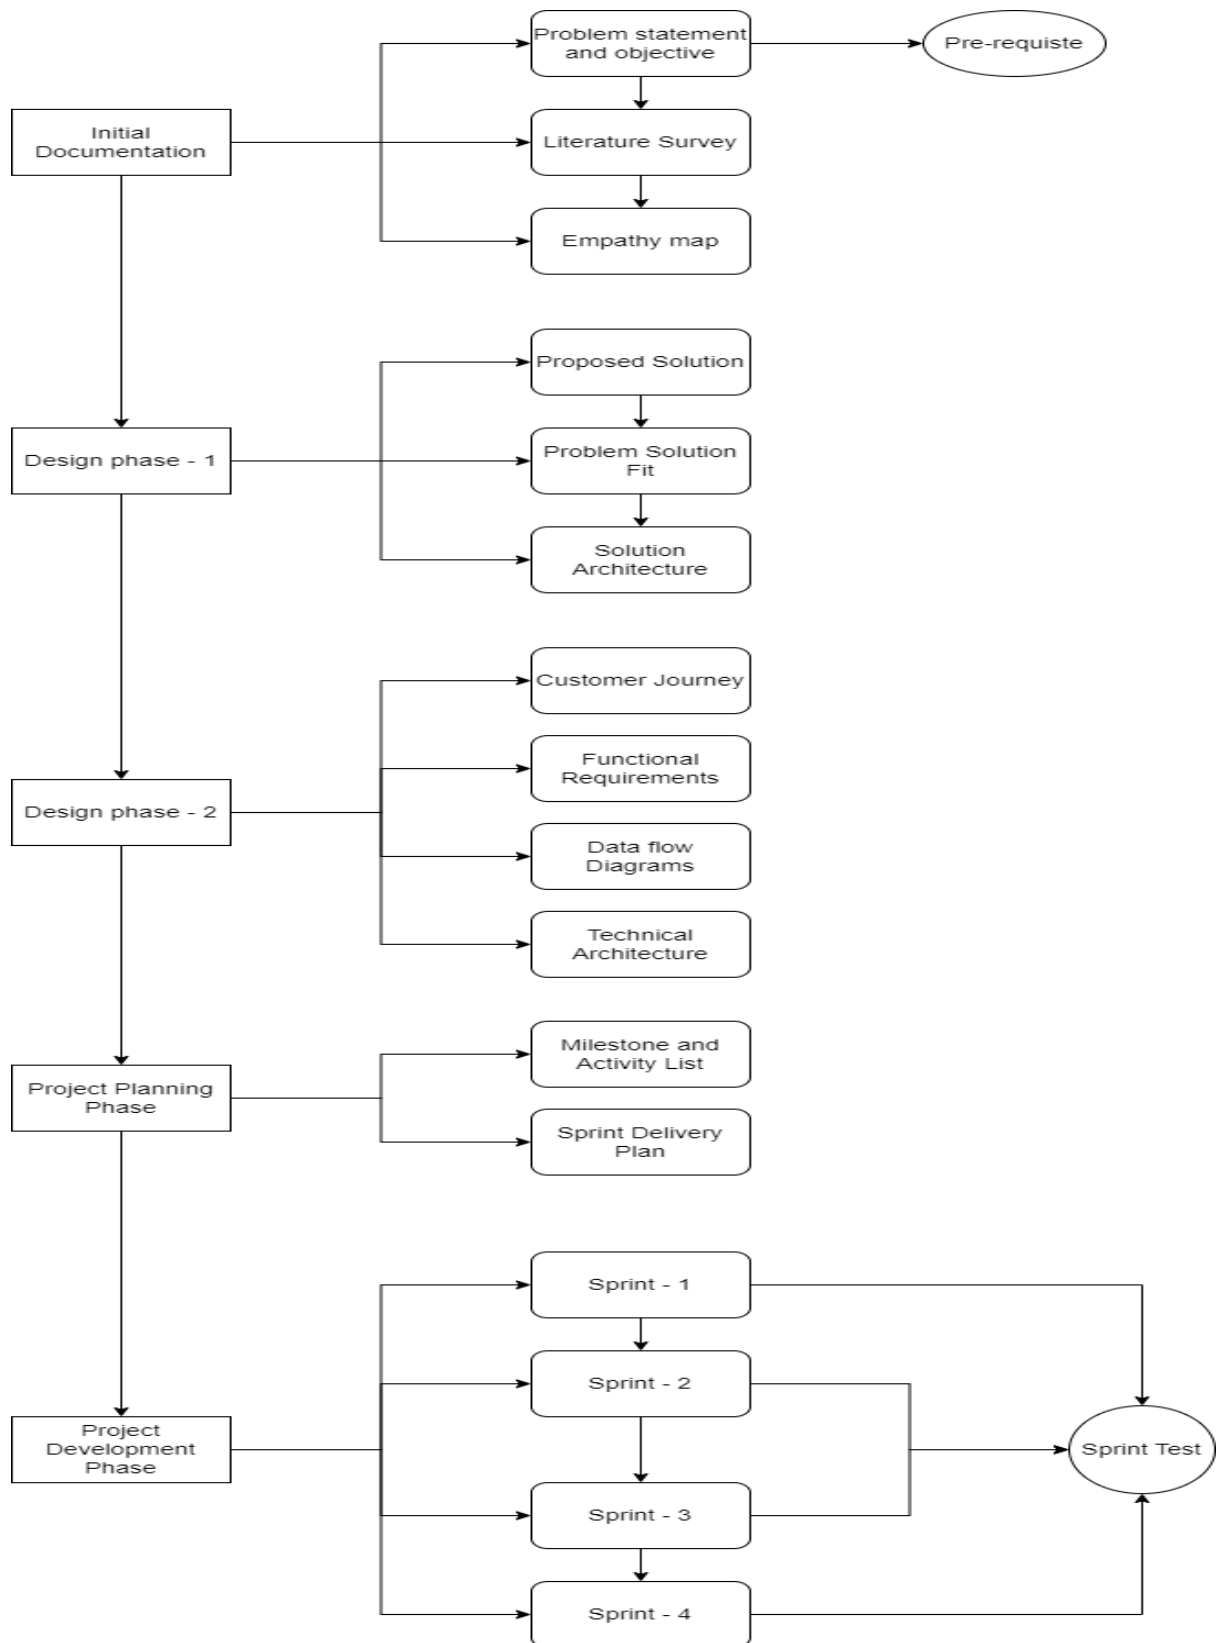 Problem statement
and objective
Pre-requiste
Initial
Documentation
Literature Survey
Empathy map
Proposed Solution
Design phase - 1
Problem Solution
Fit
Solution
Architecture
Customer Journey
Functional
Requirements
Design phase - 2
Data flow
Diagrams
Technical
Architecture
Milestone and
Activity List
Project Planning
Phase
Sprint Delivery
Plan
Sprint - 1
Sprint - 2
Project
Development
Phase
Sprint Test
Sprint - 3
Sprint - 4